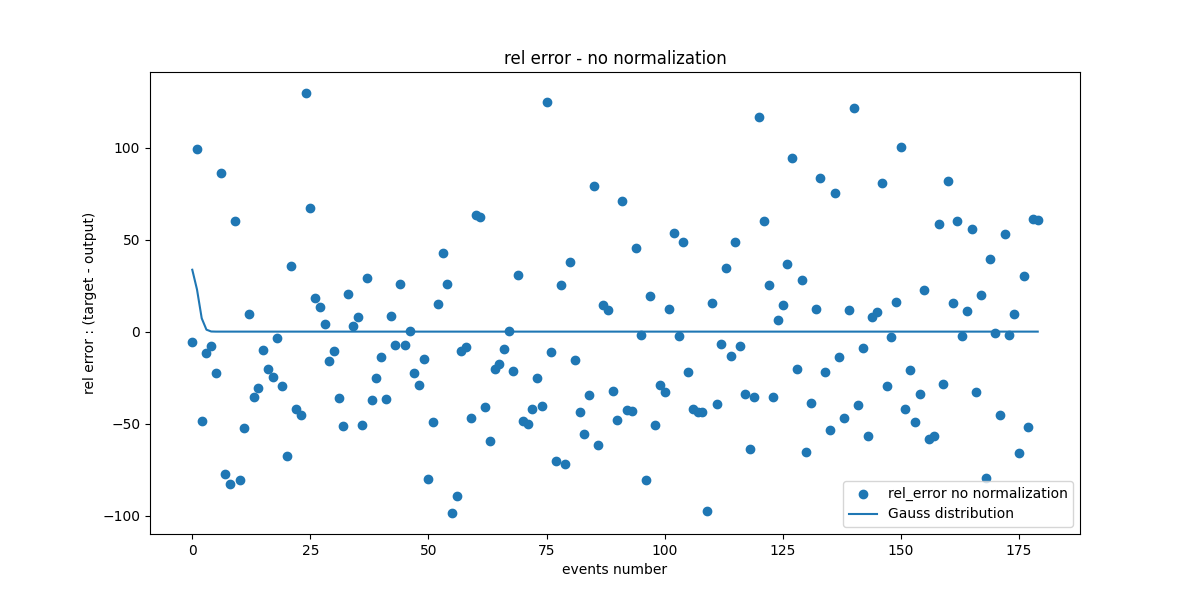 rel error - no normalization
rel error : (target - output)
100
50
0
−50
−100
0 25 50 75 100 125 150 175
events number
rel_error no normalization
Gauss distribution